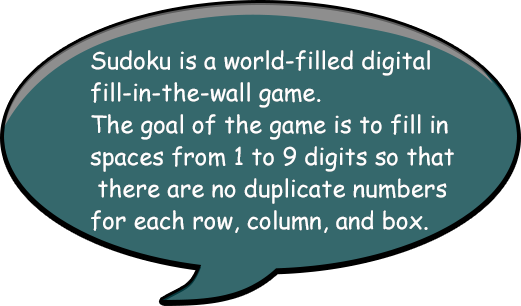 Sudoku is a world-filled digital
fill-in-the-wall game.
The goal of the game is to fill in
spaces from 1 to 9 digits so that
there are no duplicate numbers
for each row, column, and box.